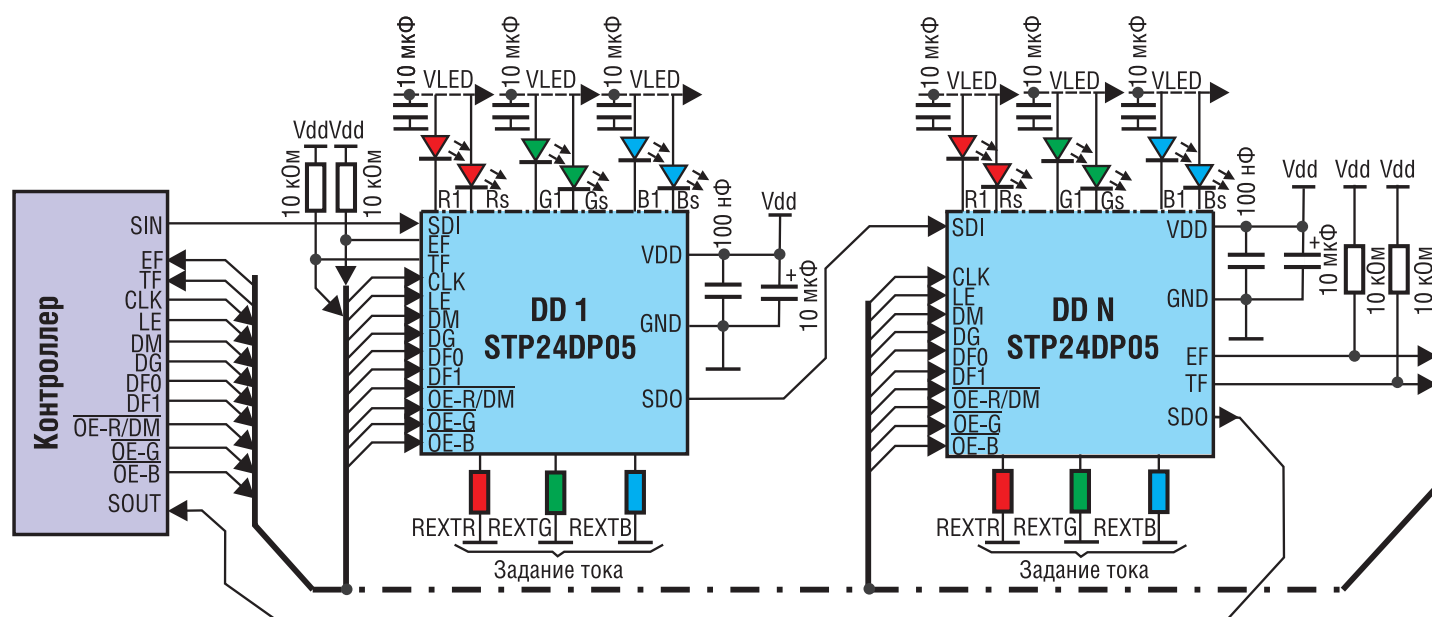 10 мкФ
10 мкФ
10 мкФ
VLED
VLED
VLED
Vdd
Vdd
10 кОм
10 кОм
R1
Rs
G1
Gs
B1
Bs
Контроллер
SIN
EF
TF
CLK
LE
DM
DG
DF0
DF1
OE-R/DM
OE-G
OE-B
SOUT
SDI
EF
TF
CLK
LE
DM
DG
DF0
DF1
OE-R/DM
OE-G
OE-B
DD 1
STP24DP05
VDD
GND
SDO
100 нФ
Vdd
+
10 мкФ
REXTR
REXTG
REXTB
Задание тока
10 мкФ
10 мкФ
10 мкФ
VLED
VLED
VLED
R1
Rs
G1
Gs
B1
Bs
SDI
CLK
LE
DM
DG
DF0
DF1
OE-R/DM
OE-G
OE-B
DD N
STP24DP05
VDD
GND
EF
TF
SDO
100 нФ
Vdd
Vdd
Vdd
+
10 мкФ
10 кОм
10 кОм
REXTR
REXTG
REXTB
Задание тока